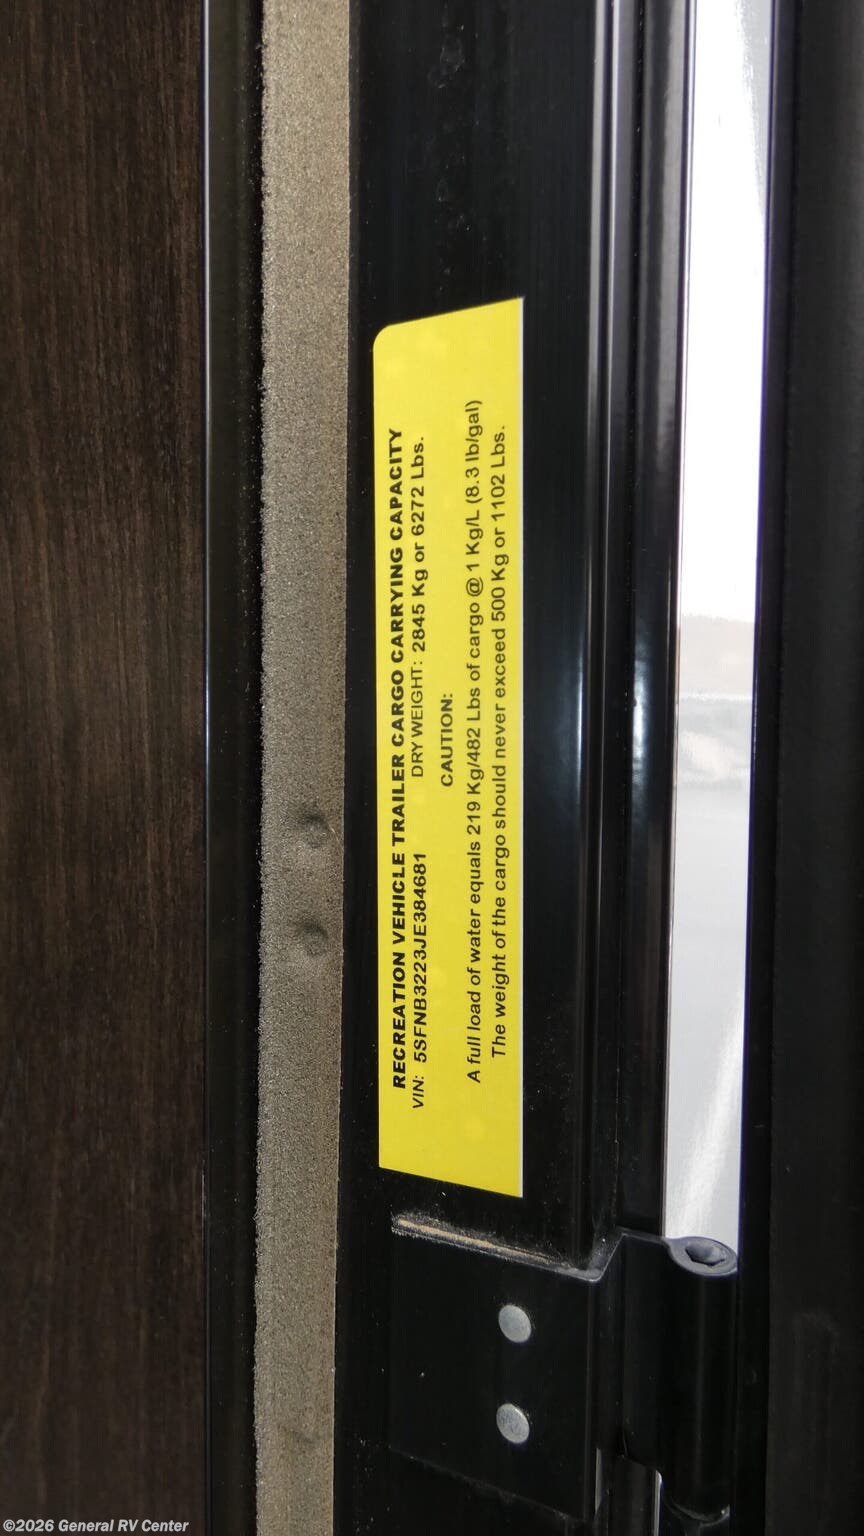 RECREATION VEHICLE TRAILER CARGO CARRYING CAPACITY
VIN: 5SFNB3223JE384681 DRY WEIGHT: 2845 Kg or 6272 Lbs.
CAUTION:
A full load of water equals 219 Kg/482 Lbs of cargo @ 1 Kg/L (8.3 lb/gal)
The weight of the cargo should never exceed 500 Kg or 1102 Lbs.
©2026 General RV Center